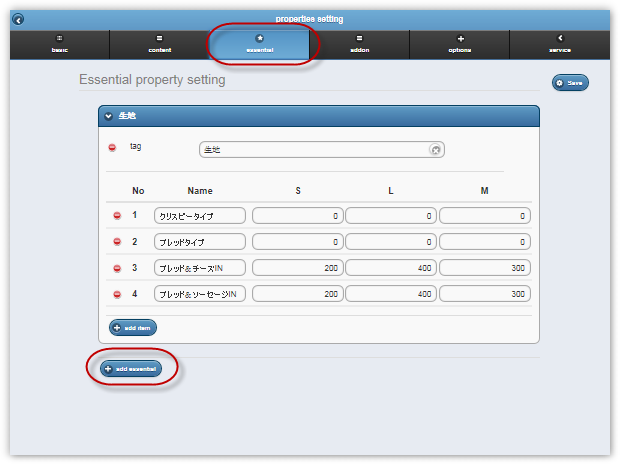 properties setting
basic content essential addon options service
Essential property setting
Save
生地
tag 生地
No Name S L M
1 クリスピータイプ 0 0 0
2 ブレッドタイプ 0 0 0
3 ブレッド&チーズIN 200 400 300
4 ブレッド&ソーセージIN 200 400 300
add item
add essential